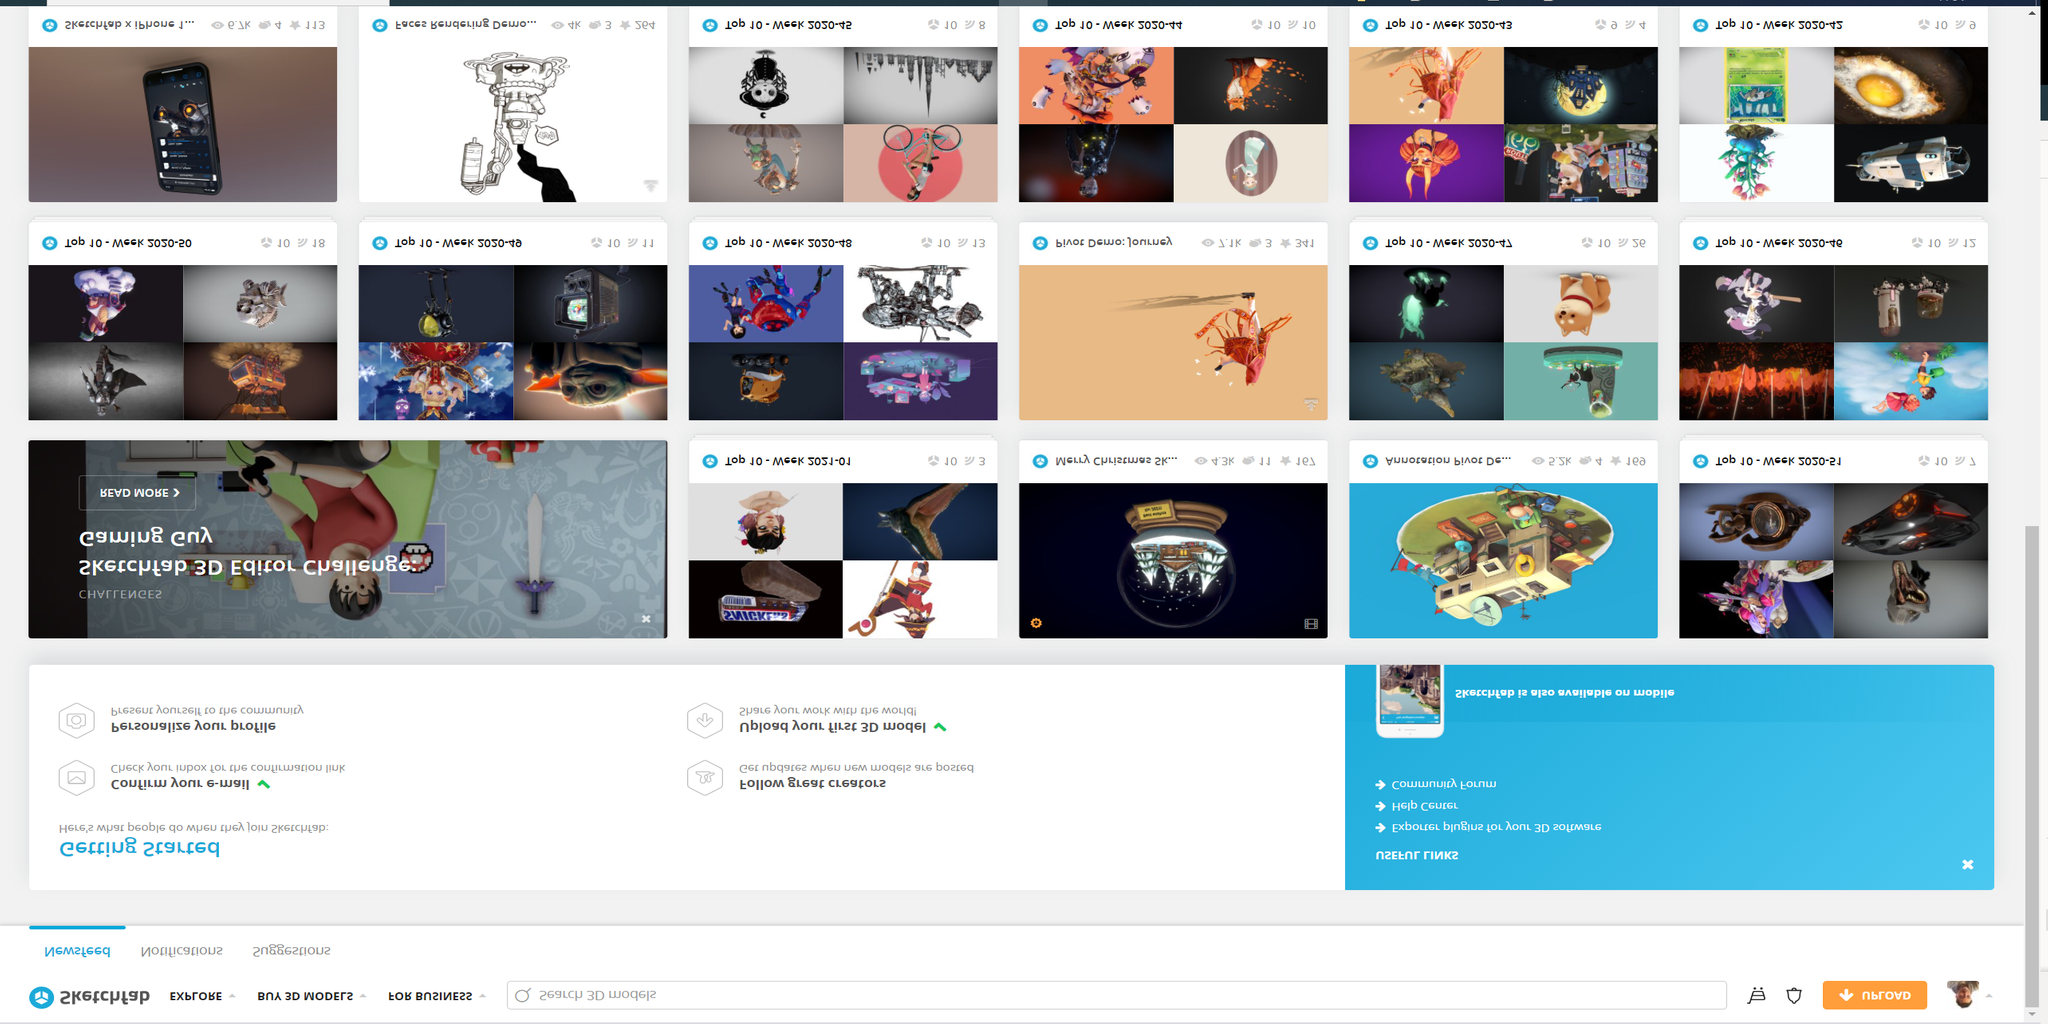 Sketchfab
EXPLORE
BUY 3D MODELS
FOR BUSINESS
Search 3D models
UPLOAD
Newsfeed
Notifications
Suggestions
Getting Started
Here's what people do when they join Sketchfab:
Confirm your e-mail
Check your inbox for the confirmation link
Follow great creators
Get updates when new models are posted
Personalize your profile
Present yourself to the community
Upload your first 3D model
Share your work with the world!
USEFUL LINKS
Exporter plugins for your 3D software
Help Center
Community Forum
Sketchfab is also available on mobile
CHALLENGES
Sketchfab 3D Editor Challenge:
Gaming Guy
READ MORE
SNICKERS
Top 10 - Week 2021-01 10 3
Merry Christmas Sk... 4.3k 11 167
Annotation Pivot De... 5.2k 4 169
Top 10 - Week 2020-51 10 7
Top 10 - Week 2020-50 10 18
Top 10 - Week 2020-49 10 11
Top 10 - Week 2020-48 10 13
Pivot Demo: Journey 7.1k 3 341
Top 10 - Week 2020-47 10 26
Top 10 - Week 2020-46 10 12
Sketchfab x iPhone 1... 6.7k 4 113
Faces Rendering Demo... 4k 3 264
Top 10 - Week 2020-45 10 8
Top 10 - Week 2020-44 10 10
Top 10 - Week 2020-43 9 4
Top 10 - Week 2020-42 10 9